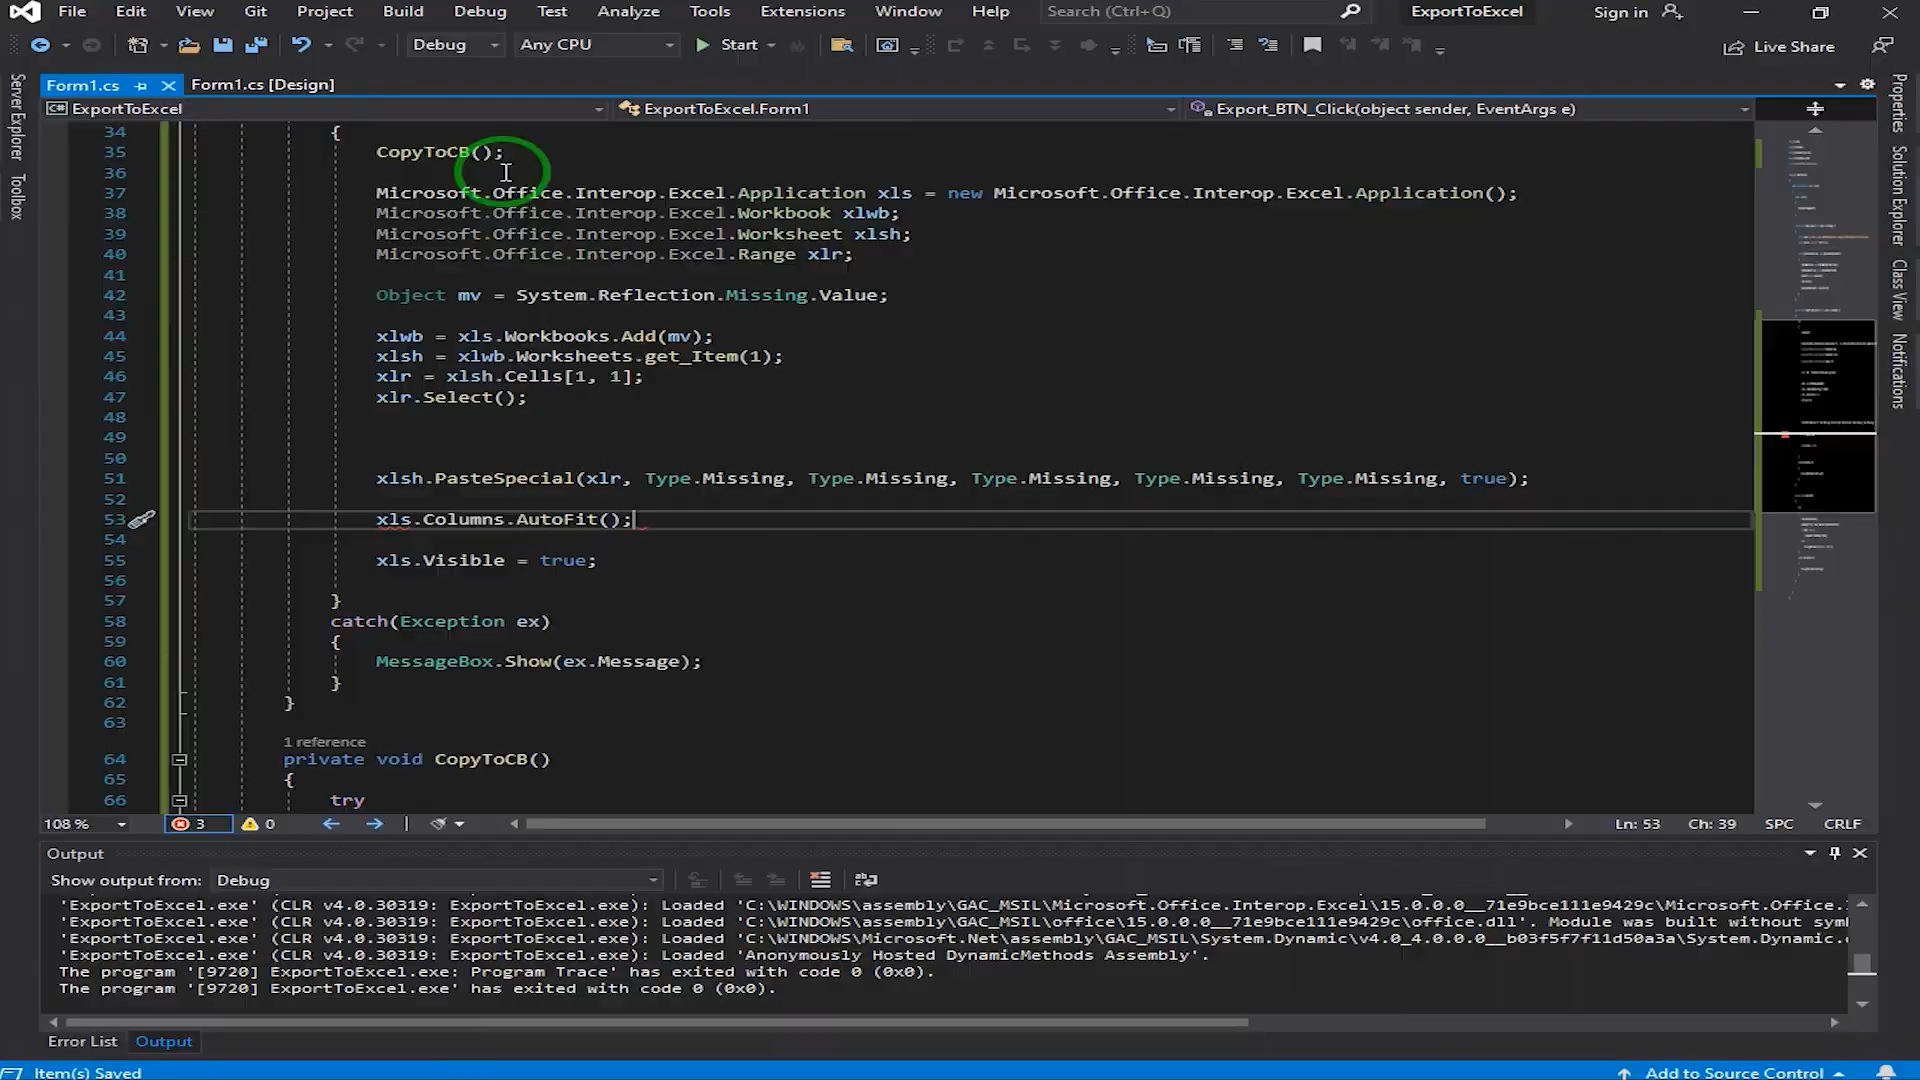 File Edit View Git Project Build Debug Test Analyze Tools Extensions Window Help Search (Ctrl+Q) ExportToExcel Sign in
Debug Any CPU Start Live Share
Form1.cs Form1.cs [Design]
ExportToExcel ExportToExcel.Form1 Export_BTN_Click(object sender, EventArgs e)
Server Explorer
Toolbox
Properties
Solution Explorer
Class View
Notifications
34 {
35 CopyToCB();
36
37 Microsoft.Office.Interop.Excel.Application xls = new Microsoft.Office.Interop.Excel.Application();
38 Microsoft.Office.Interop.Excel.Workbook xlwb;
39 Microsoft.Office.Interop.Excel.Worksheet xlsh;
40 Microsoft.Office.Interop.Excel.Range xlr;
41
42 Object mv = System.Reflection.Missing.Value;
43
44 xlwb = xls.Workbooks.Add(mv);
45 xlsh = xlwb.Worksheets.get_Item(1);
46 xlr = xlsh.Cells[1, 1];
47 xlr.Select();
48
49
50
51 xlsh.PasteSpecial(xlr, Type.Missing, Type.Missing, Type.Missing, Type.Missing, Type.Missing, true);
52
53 xls.Columns.AutoFit();
54
55 xls.Visible = true;
56
57 }
58 catch(Exception ex)
59 {
60 MessageBox.Show(ex.Message);
61 }
62 }
63
1 reference
64 private void CopyToCB()
65 {
66 try
108 % 3 0 Ln: 53 Ch: 39 SPC CRLF
Output
Show output from: Debug
'ExportToExcel.exe' (CLR v4.0.30319: ExportToExcel.exe): Loaded 'C:\WINDOWS\assembly\GAC_MSIL\Microsoft.Office.Interop.Excel\15.0.0.0__71e9bce111e9429c\Microsoft.Office.
'ExportToExcel.exe' (CLR v4.0.30319: ExportToExcel.exe): Loaded 'C:\WINDOWS\assembly\GAC_MSIL\office\15.0.0.0__71e9bce111e9429c\office.dll'. Module was built without symb
'ExportToExcel.exe' (CLR v4.0.30319: ExportToExcel.exe): Loaded 'C:\WINDOWS\Microsoft.Net\assembly\GAC_MSIL\System.Dynamic\v4.0_4.0.0.0__b03f5f7f11d50a3a\System.Dynamic.
'ExportToExcel.exe' (CLR v4.0.30319: ExportToExcel.exe): Loaded 'Anonymously Hosted DynamicMethods Assembly'.
The program '[9720] ExportToExcel.exe: Program Trace' has exited with code 0 (0x0).
The program '[9720] ExportToExcel.exe' has exited with code 0 (0x0).
Error List Output
Item(s) Saved Add to Source Control